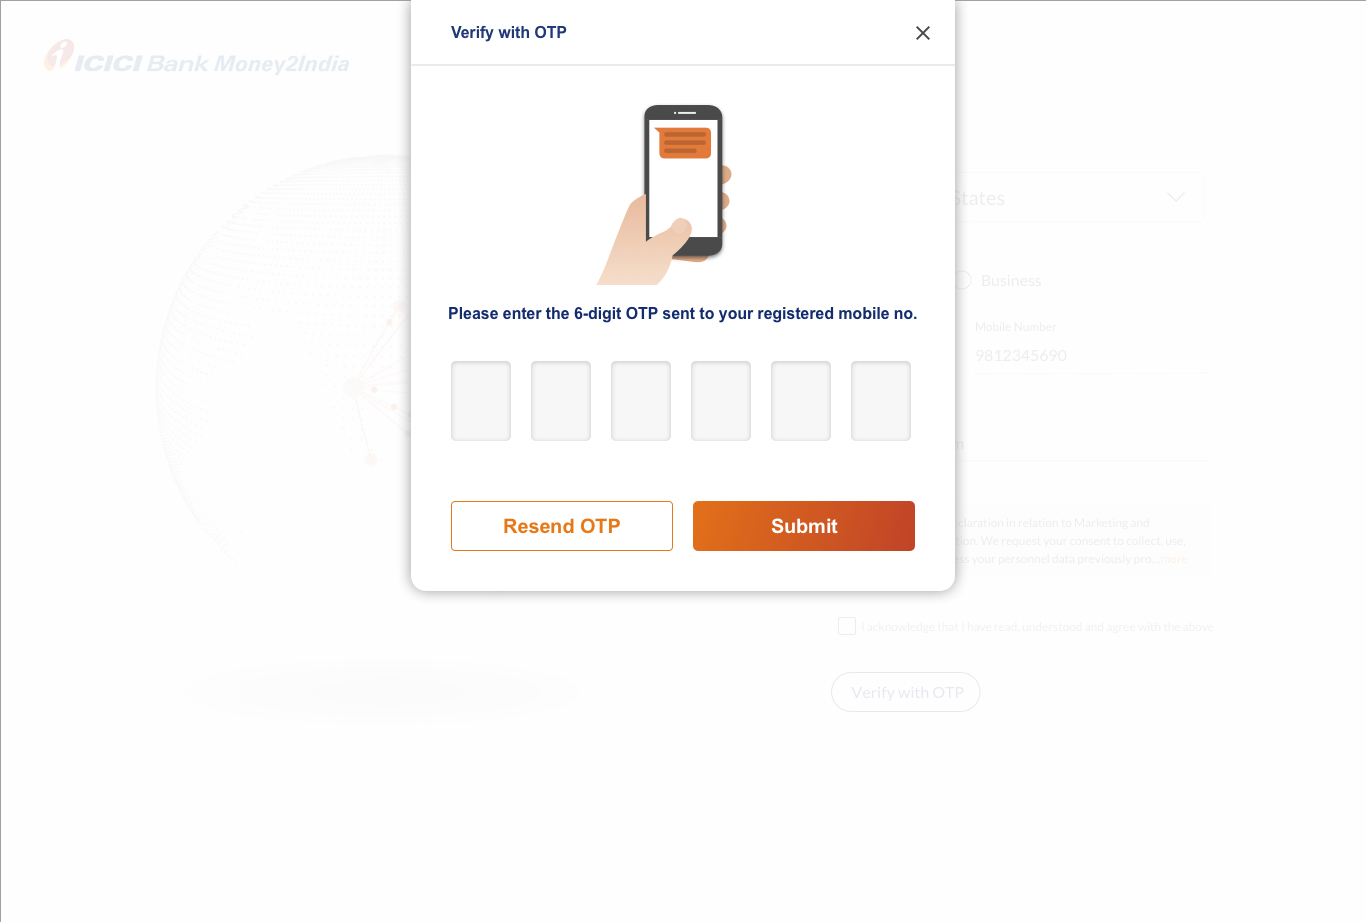 Verify with OTP
ICICI Bank Money2India
States
Business
Mobile Number
9812345690
Please enter the 6-digit OTP sent to your registered mobile no.
Resend OTP
Submit
in relation to Marketing and
We request your consent to collect, use,
your personnel data previously pro...more
I acknowledge that I have read, understood and agree with the above
Verify with OTP